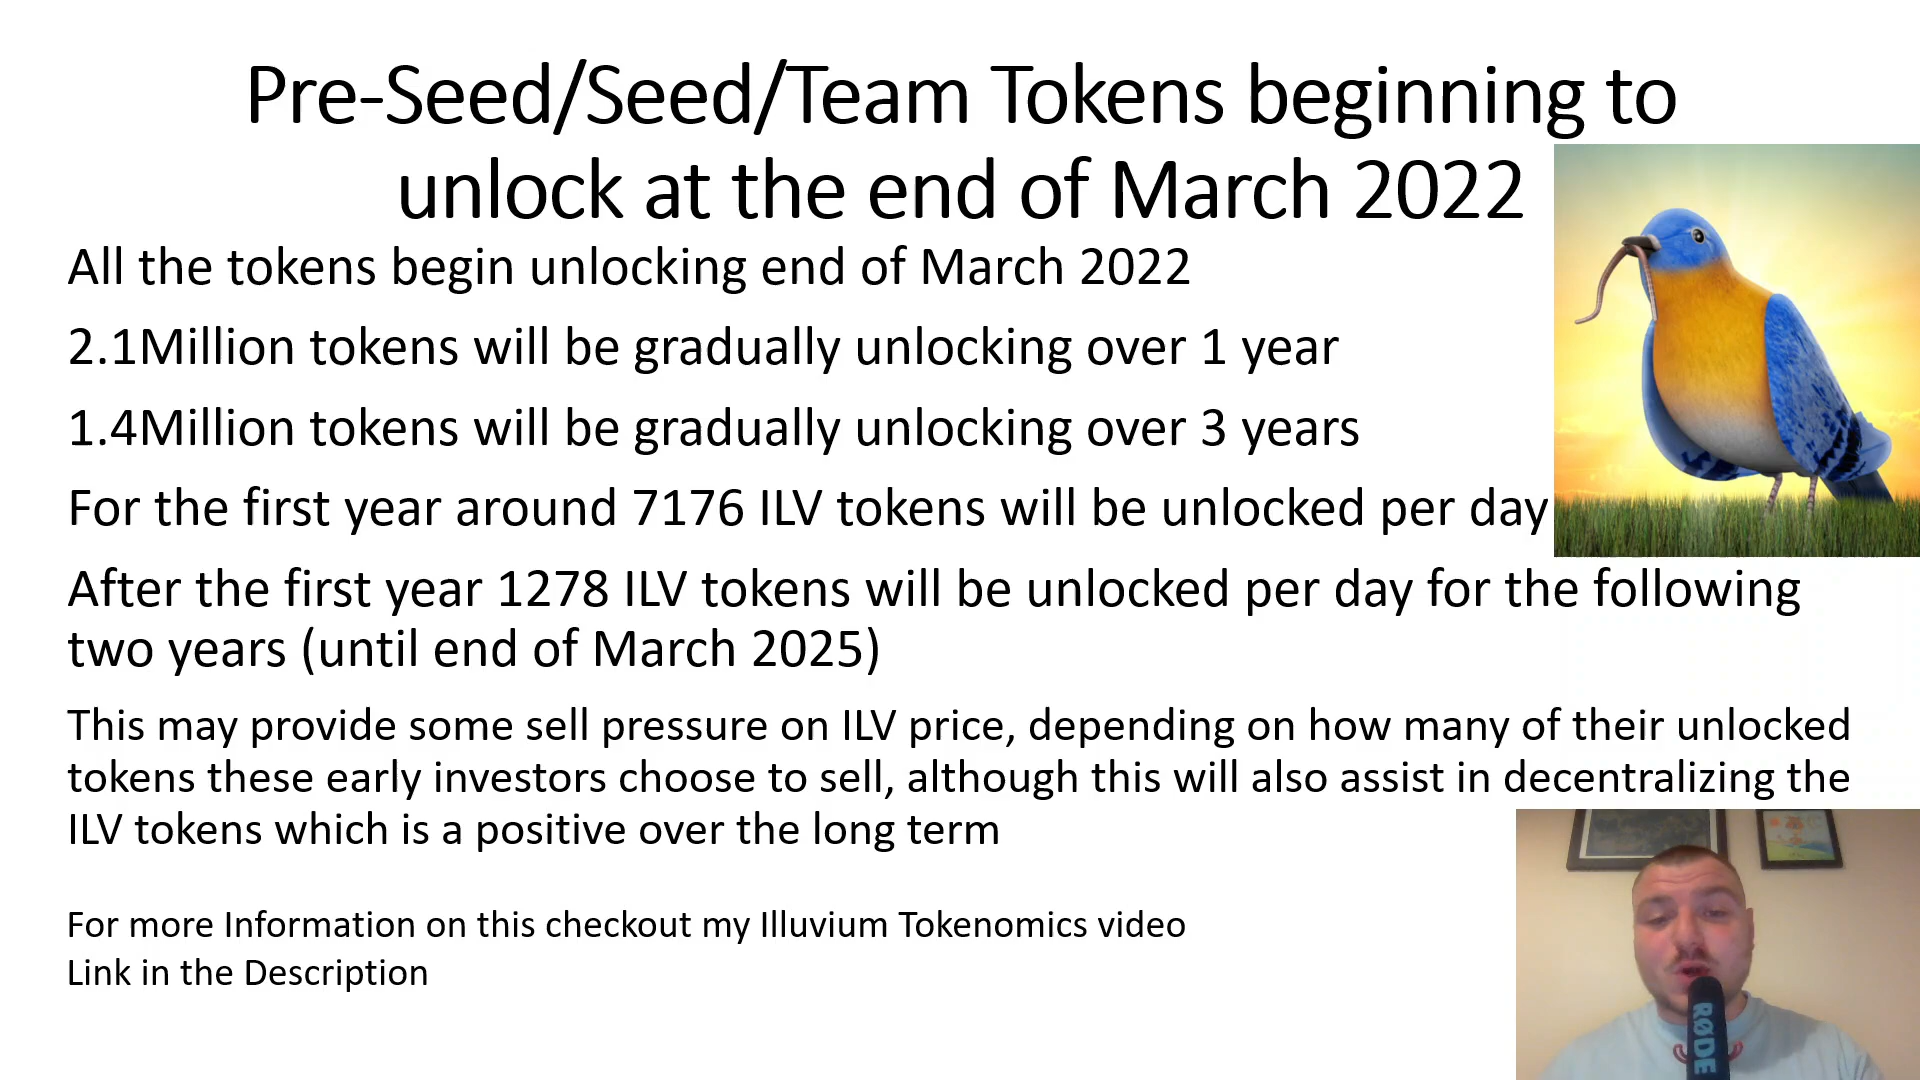 Pre-Seed/Seed/Team Tokens beginning to
unlock at the end of March 2022
All the tokens begin unlocking end of March 2022
2.1Million tokens will be gradually unlocking over 1 year
1.4Million tokens will be gradually unlocking over 3 years
For the first year around 7176 ILV tokens will be unlocked per day
After the first year 1278 ILV tokens will be unlocked per day for the following
two years (until end of March 2025)
This may provide some sell pressure on ILV price, depending on how many of their unlocked
tokens these early investors choose to sell, although this will also assist in decentralizing the
ILV tokens which is a positive over the long term
For more Information on this checkout my Illuvium Tokenomics video
Link in the Description
RØDE